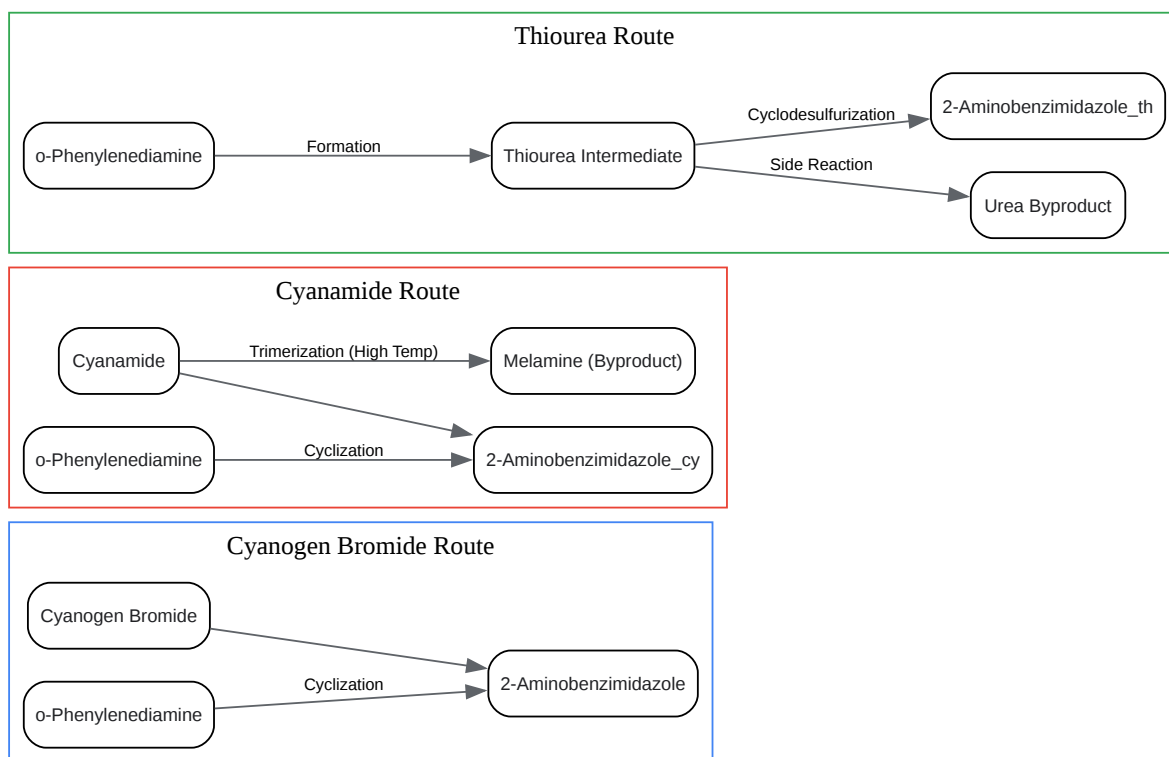 Thiourea Route
o-Phenylenediamine
Formation
Thiourea Intermediate
Cyclodesulfurization
2-Aminobenzimidazole_th
Side Reaction
Urea Byproduct
Cyanamide Route
Cyanamide
Trimerization (High Temp)
Melamine (Byproduct)
o-Phenylenediamine
Cyclization
2-Aminobenzimidazole_cy
Cyanogen Bromide Route
Cyanogen Bromide
o-Phenylenediamine
Cyclization
2-Aminobenzimidazole